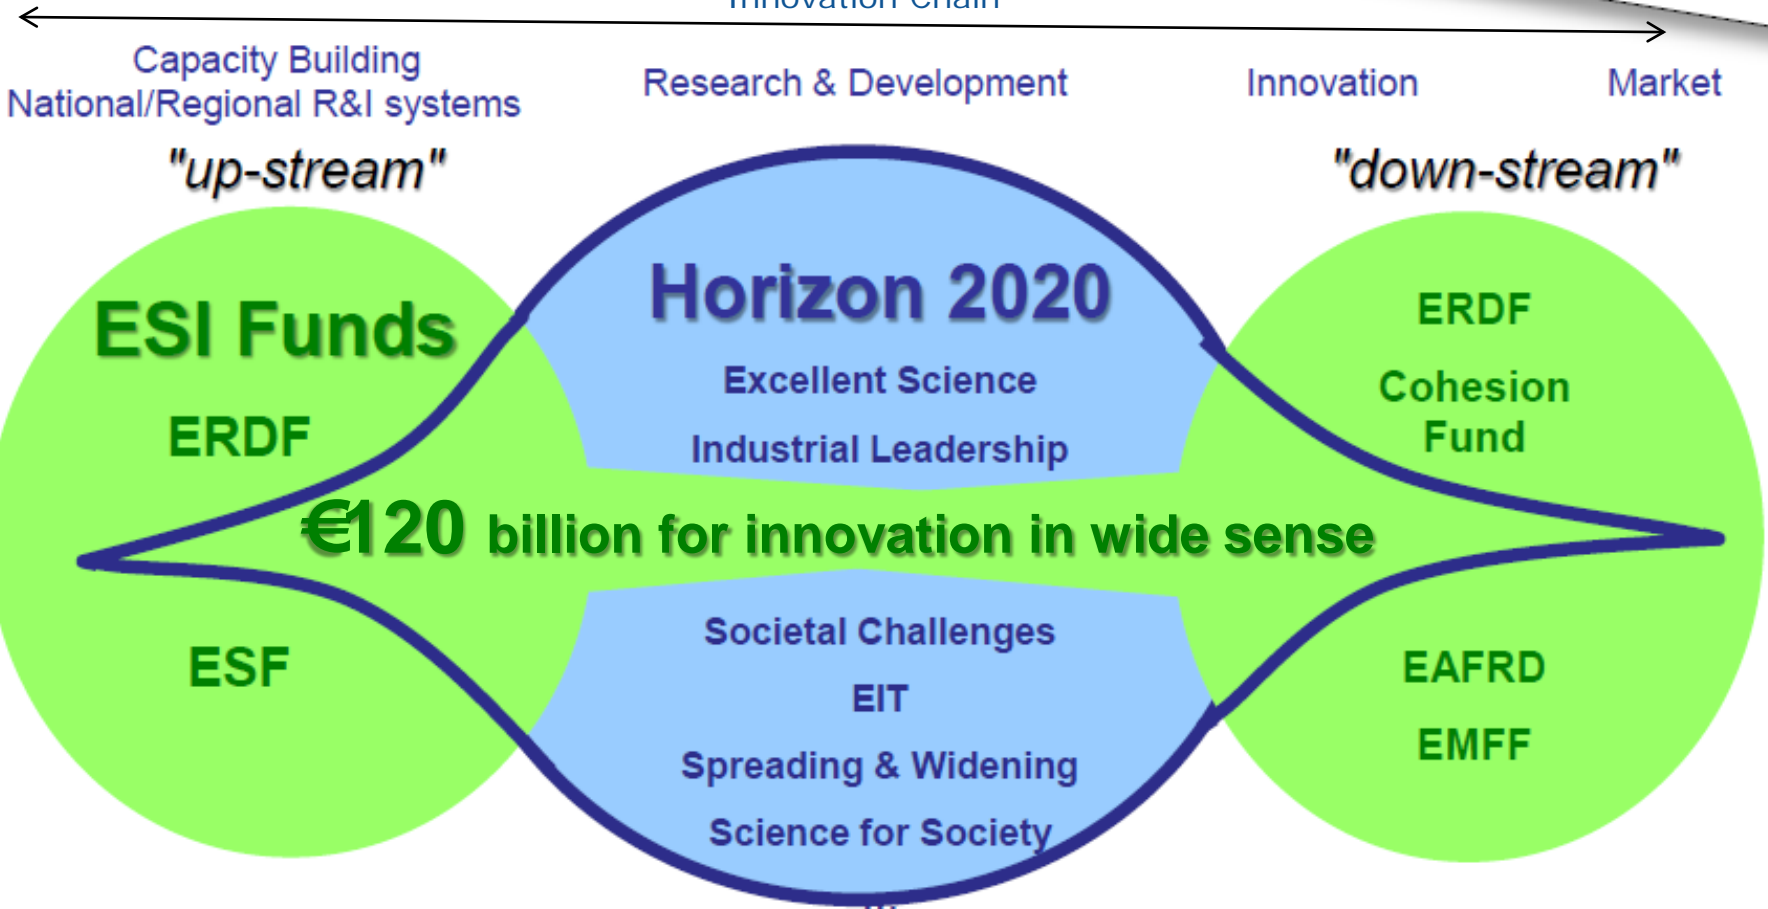 Innovation Chain
Capacity Building
National/Regional R&I systems
Research & Development
Innovation
Market
"up-stream"
"down-stream"
ESI Funds
ERDF
ESF
Horizon 2020
Excellent Science
Industrial Leadership
€120 billion for innovation in wide sense
Societal Challenges
EIT
Spreading & Widening
Science for Society
ERDF
Cohesion
Fund
EAFRD
EMFF